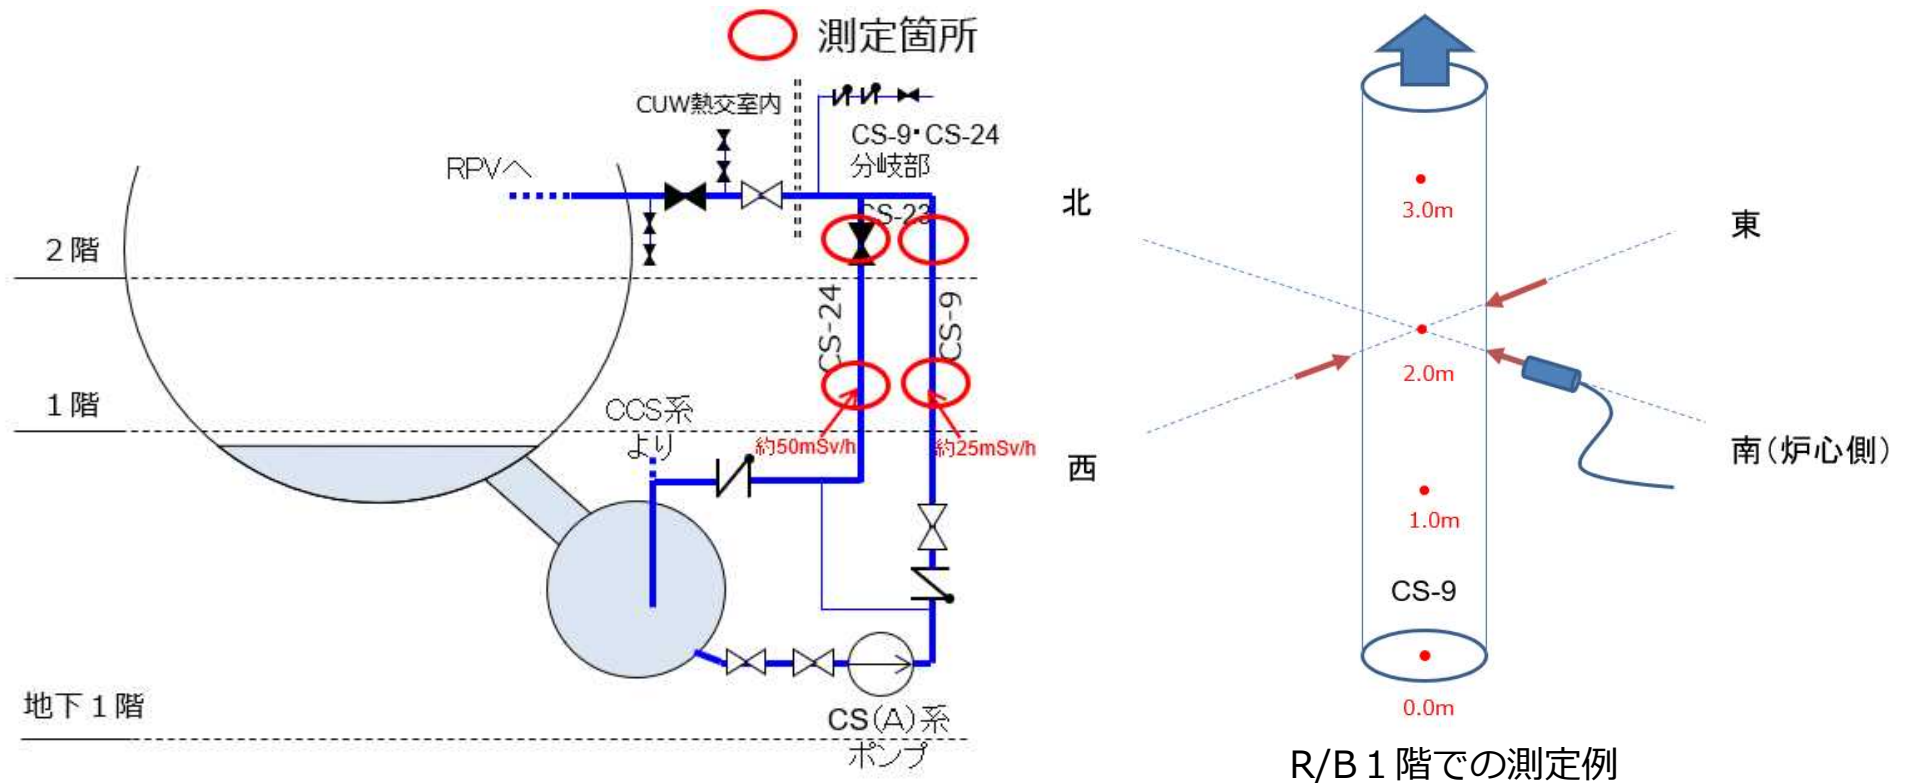 測定箇所
CUW熱交室内
CS-9・CS-24
分岐部
RPVへ
CS-23
2階
CS-24
CS-9
1階
CCS系
より
約50mSv/h
約25mSv/h
地下1階
CS(A)系
ポンプ
3.0m
北
東
2.0m
西
南(炉心側)
1.0m
CS-9
0.0m
R/B1階での測定例